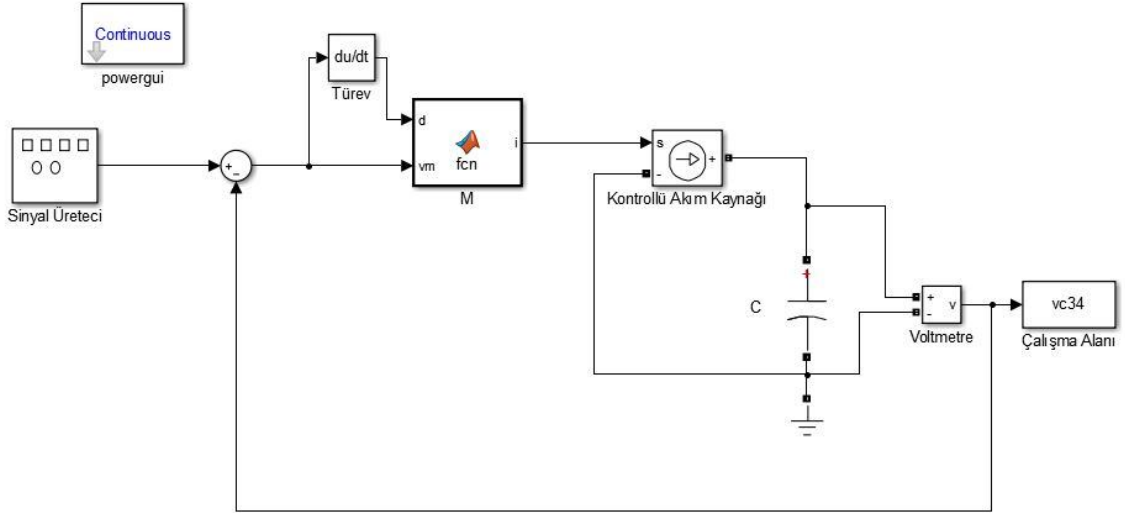 Continuous
powergui
du/dt
Türev
d
vm
fcn
i
M
Sinyal Üreteci
+
-
s
-
+
Kontrollü Akım Kaynağı
+
C
+
-
v
Voltmetre
vc34
Çalışma Alanı